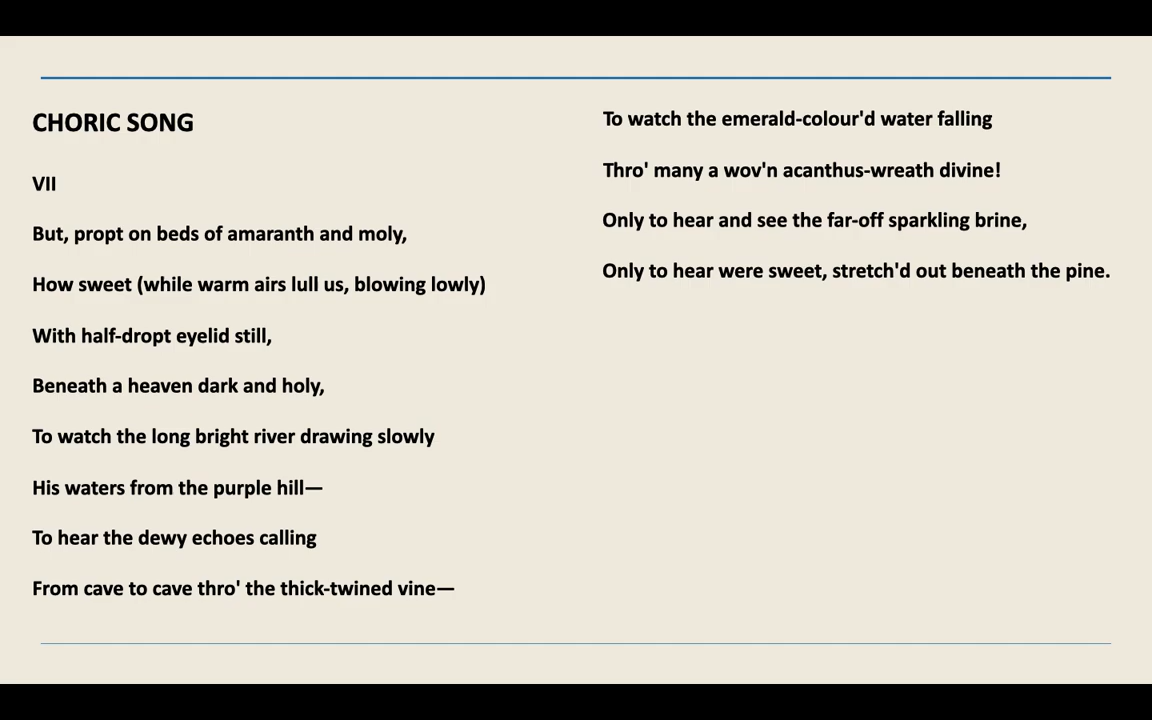 CHORIC SONG
VII
But, propt on beds of amaranth and moly,
How sweet (while warm airs lull us, blowing lowly)
With half-dropt eyelid still,
Beneath a heaven dark and holy,
To watch the long bright river drawing slowly
His waters from the purple hill—
To hear the dewy echoes calling
From cave to cave thro' the thick-twined vine—
To watch the emerald-colour'd water falling
Thro' many a wov'n acanthus-wreath divine!
Only to hear and see the far-off sparkling brine,
Only to hear were sweet, stretch'd out beneath the pine.